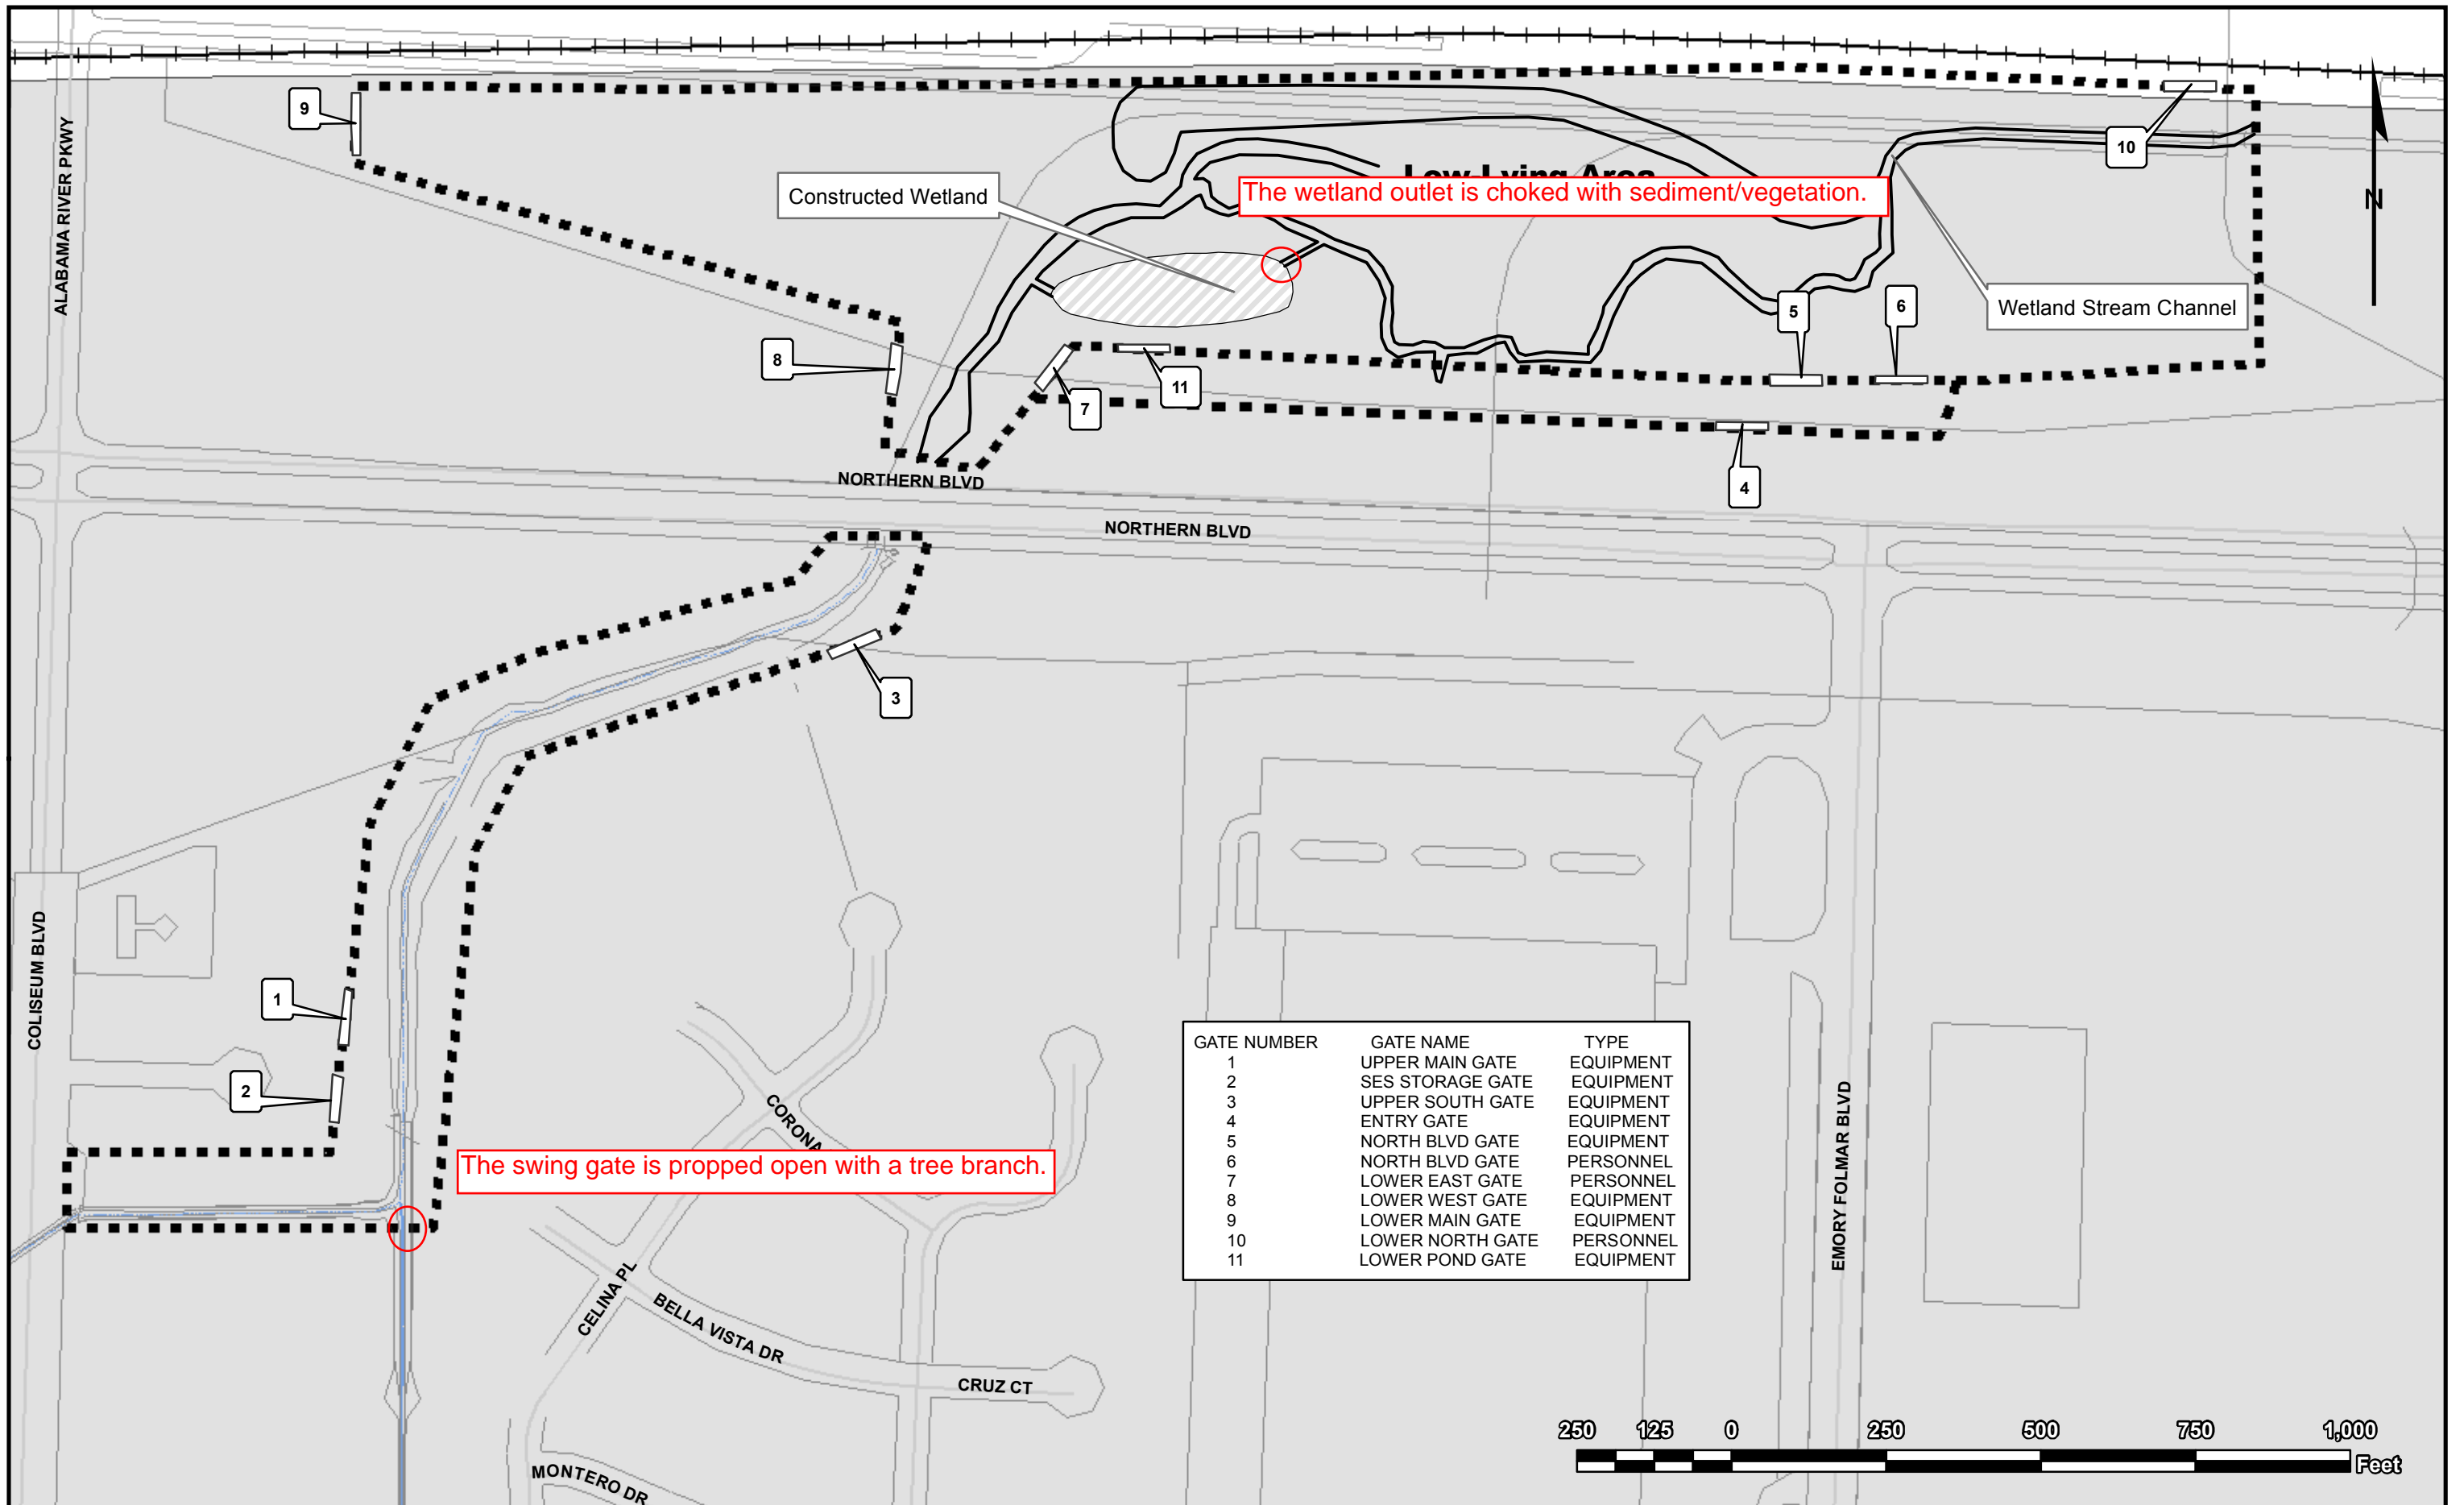 9
10
ALABAMA RIVER PKWY
Low-Lying Area
The wetland outlet is choked with sediment/vegetation.
Constructed Wetland
N
Wetland Stream Channel
5
6
8
11
7
4
NORTHERN BLVD
NORTHERN BLVD
3
COLISEUM BLVD
1
2
CORONA
The swing gate is propped open with a tree branch.
GATE NUMBER GATE NAME TYPE
1 UPPER MAIN GATE EQUIPMENT
2 SES STORAGE GATE EQUIPMENT
3 UPPER SOUTH GATE EQUIPMENT
4 ENTRY GATE EQUIPMENT
5 NORTH BLVD GATE EQUIPMENT
6 NORTH BLVD GATE PERSONNEL
7 LOWER EAST GATE PERSONNEL
8 LOWER WEST GATE EQUIPMENT
9 LOWER MAIN GATE EQUIPMENT
10 LOWER NORTH GATE PERSONNEL
11 LOWER POND GATE EQUIPMENT
EMORY FOLMAR BLVD
CELINA PL
BELLA VISTA DR
CRUZ CT
MONTERO DR
250 125 0 250 500 750 1,000
Feet